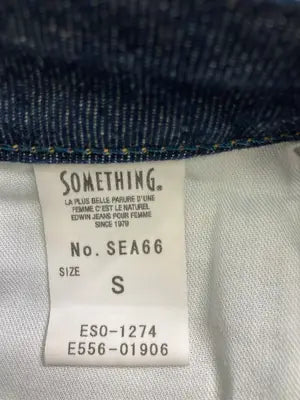 SOMETHING®
LA PLUS BELLE PARURE D'UNE
FEMME C'EST LE NATUREL
EDWIN JEANS POUR FEMME
SINCE 1979
No. SEA66
SIZE
S
ESO-1274
E556-01906